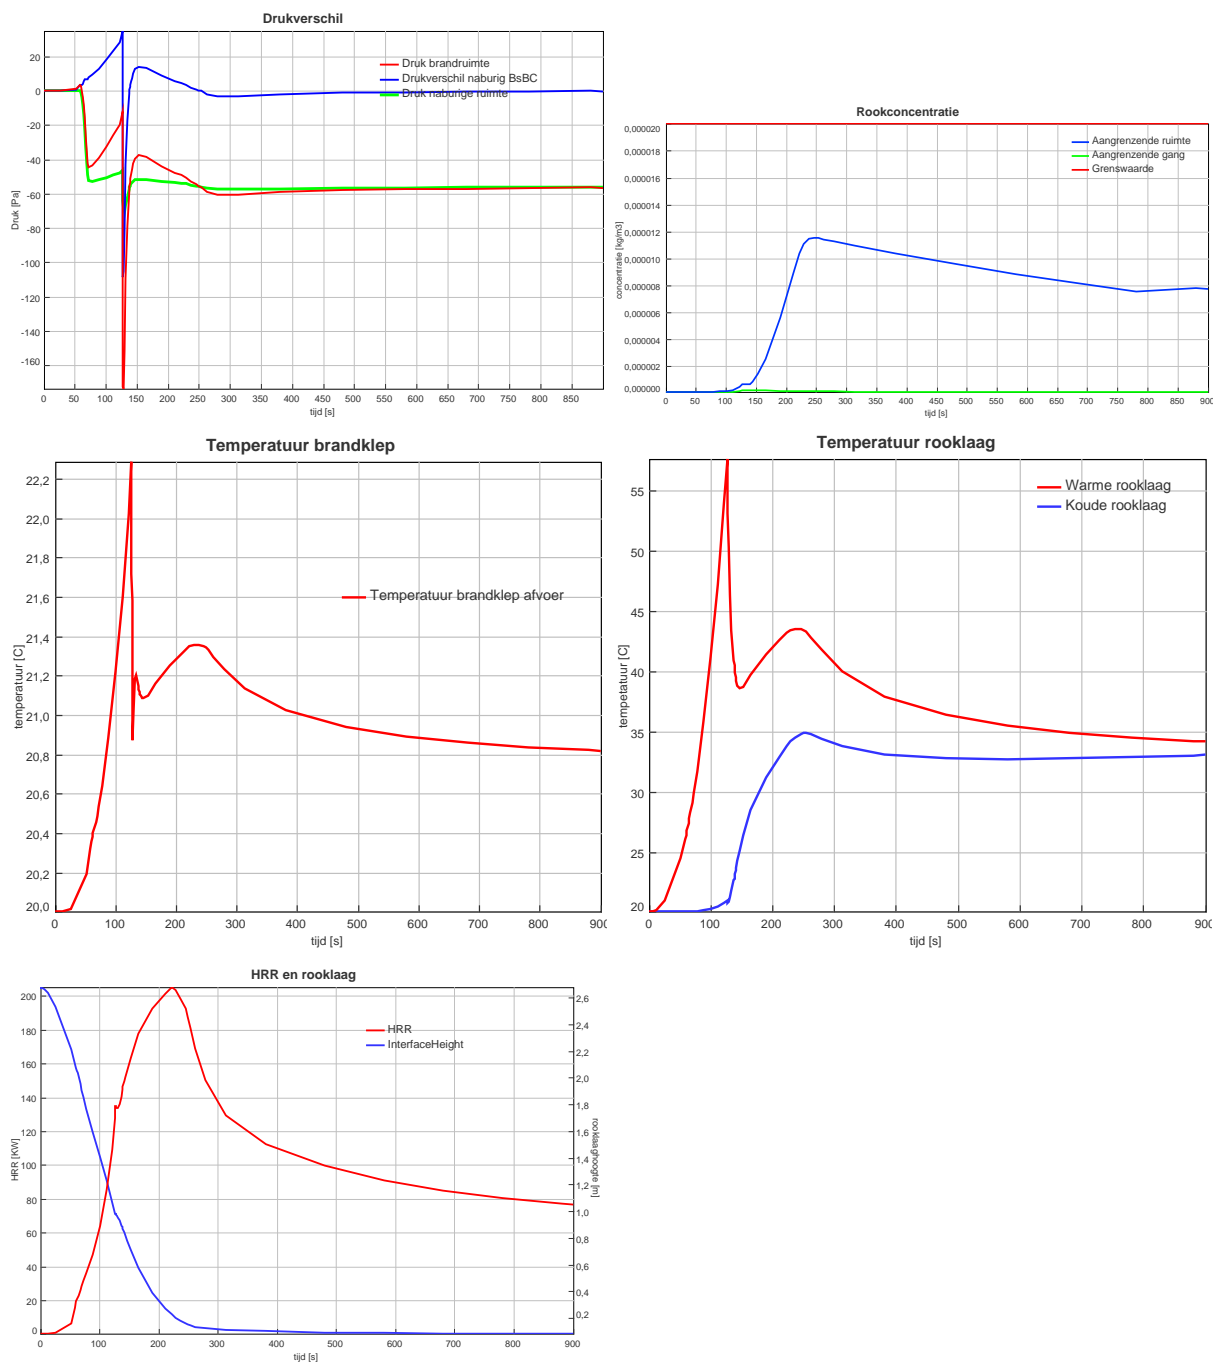 Drukverschil
Druk brandruimte
Drukverschil naburig BsBC
Druk naburige ruimte
20
0
-20
-40
-60
-80
-100
-120
-140
-160
Druk [Pa]
0 50 100 150 200 250 300 350 400 450 500 550 600 650 700 750 800 850
tijd [s]
Rookconcentratie
Aangrenzende ruimte
Aangrenzende gang
Grenswaarde
0,000020
0,000018
0,000016
0,000014
0,000012
0,000010
0,000008
0,000006
0,000004
0,000002
0,000000
concentratie [kg/m3]
0 50 100 150 200 250 300 350 400 450 500 550 600 650 700 750 800 850 900
tijd [s]
Temperatuur brandklep
Temperatuur brandklep afvoer
22,2
22,0
21,8
21,6
21,4
21,2
21,0
20,8
20,6
20,4
20,2
20,0
temperatuur [C]
0 100 200 300 400 500 600 700 800 900
tijd [s]
Temperatuur rooklaag
Warme rooklaag
Koude rooklaag
55
50
45
40
35
30
25
20
tempetatuur [C]
0 100 200 300 400 500 600 700 800 900
tijd [s]
HRR en rooklaag
HRR
InterfaceHeight
200
180
160
140
120
100
80
60
40
20
0
HRR [KW]
2,6
2,4
2,2
2,0
1,8
1,6
1,4
1,2
1,0
0,8
0,6
0,4
0,2
rooklaaghoogte [m]
0 100 200 300 400 500 600 700 800 900
tijd [s]